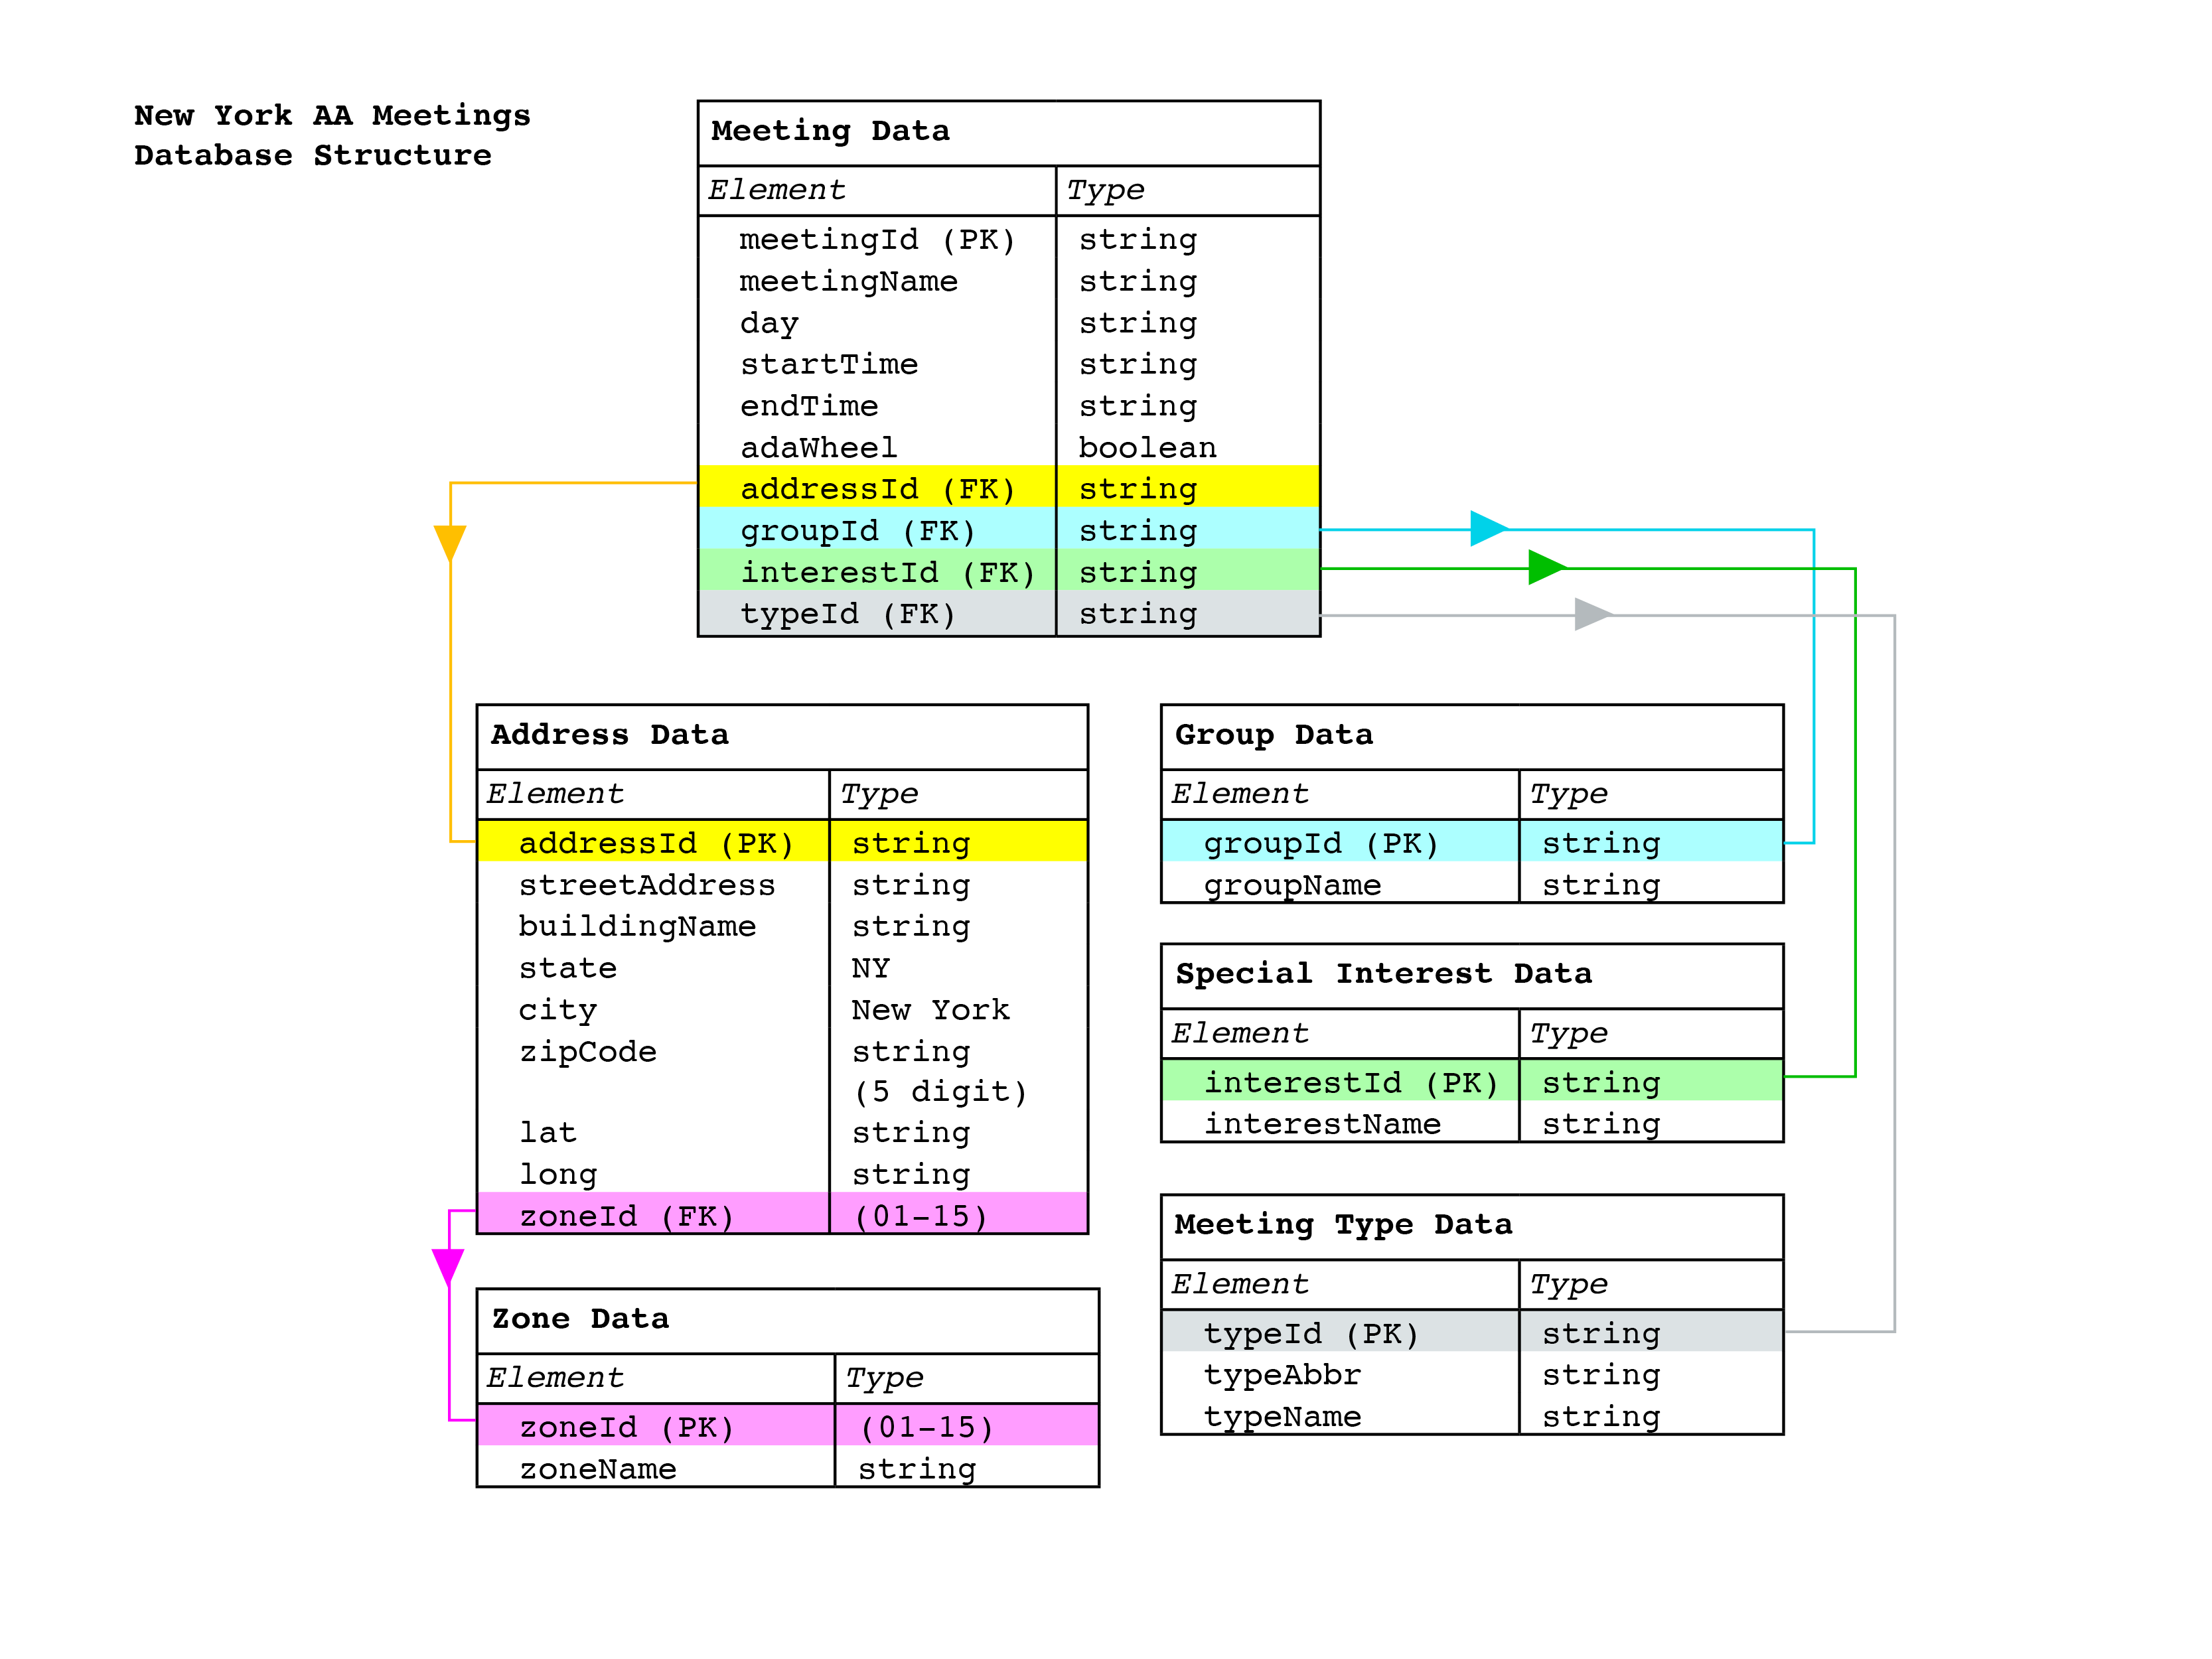 New York AA Meetings
Database Structure
Meeting Data
Element Type
meetingId (PK) string
meetingName string
day string
startTime string
endTime string
adaWheel boolean
addressId (FK) string
groupId (FK) string
interestId (FK) string
typeId (FK) string
Address Data
Element Type
addressId (PK) string
streetAddress string
buildingName string
state NY
city New York
zipCode string
(5 digit)
lat string
long string
zoneId (FK) (01-15)
Zone Data
Element Type
zoneId (PK) (01-15)
zoneName string
Group Data
Element Type
groupId (PK) string
groupName string
Special Interest Data
Element Type
interestId (PK) string
interestName string
Meeting Type Data
Element Type
typeId (PK) string
typeAbbr string
typeName string